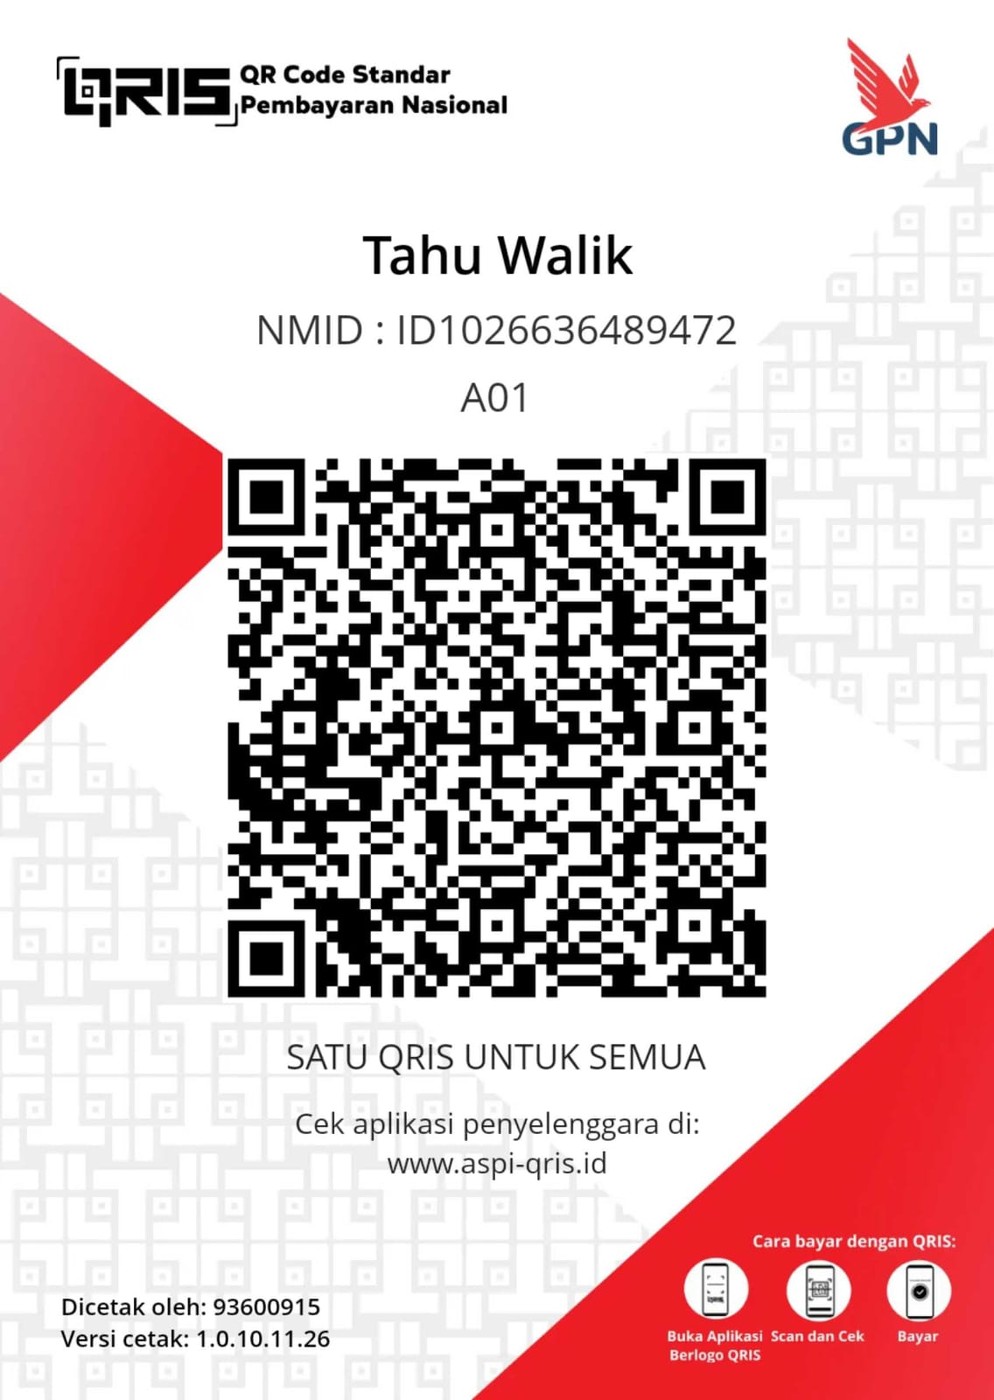 QRIS
QR Code Standar
Pembayaran Nasional
GPN
Tahu Walik
NMID : ID1026636489472
A01
SATU QRIS UNTUK SEMUA
Cek aplikasi penyelenggara di:
www.aspi-qris.id
Cara bayar dengan QRIS:
Buka Aplikasi
Berlogo QRIS
Scan dan Cek
Bayar
Dicetak oleh: 93600915
Versi cetak: 1.0.10.11.26